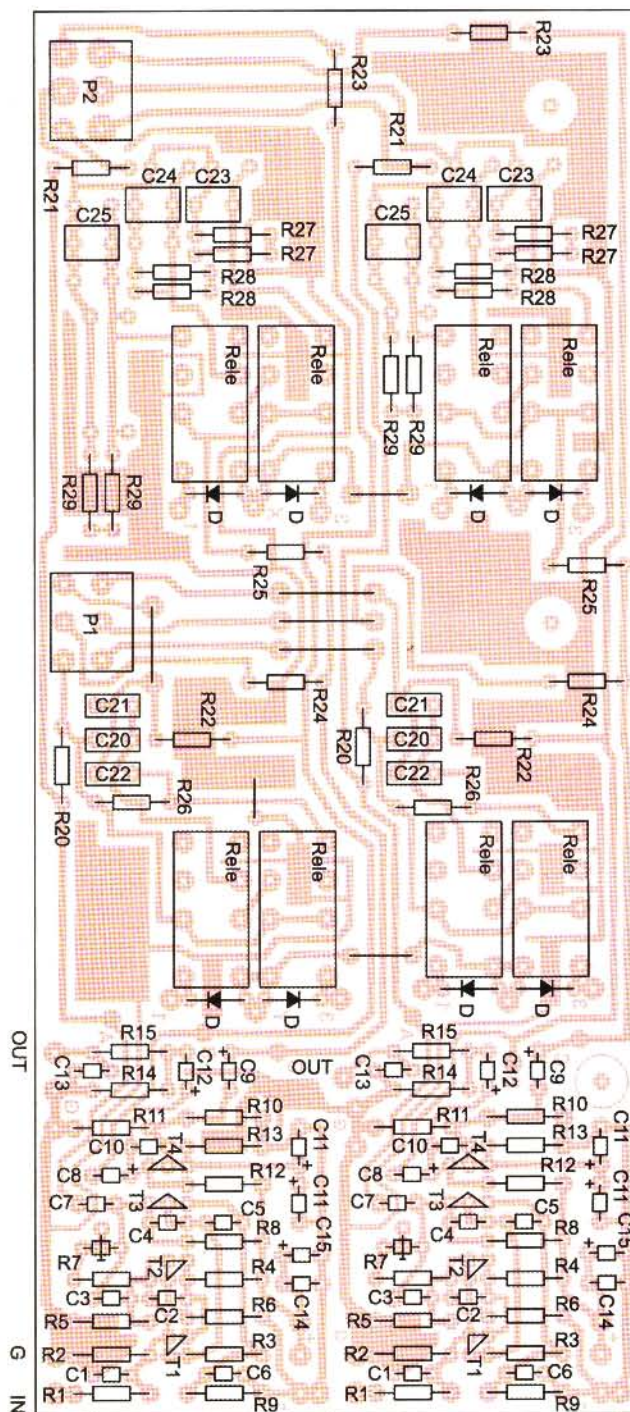 R23
R23
P2
R21
R21
C24 C23
C24 C23
C25
C25
R27
R27
R27
R27
R28
R28
R28
R28
Rele Rele
Rele Rele
R29 R29
R29 R29
D D
D D
R25
R25
P1
R24
R24
C21
C20
C22
R22
R20
R26
C21
C20
C22
R22
R20
R26
Rele Rele
Rele Rele
D D
D D
OUT
R15
C13
R14
C12
C9
OUT
R15
C13
R14
C12
C9
R11
R10
C10
T4
R13
C11
C8
R12
C11
C7
T3
C5
C15
C4
R8
R7
T2
R4
C3
C2
R6
C14
R5
R2
T1
R3
C1
C6
R1
R9
R11
R10
C10
T4
R13
C11
C8
R12
C11
C7
T3
C5
C15
C4
R8
R7
T2
R4
C3
C2
R6
C14
R5
R2
T1
R3
C1
C6
R1
R9
G
IN